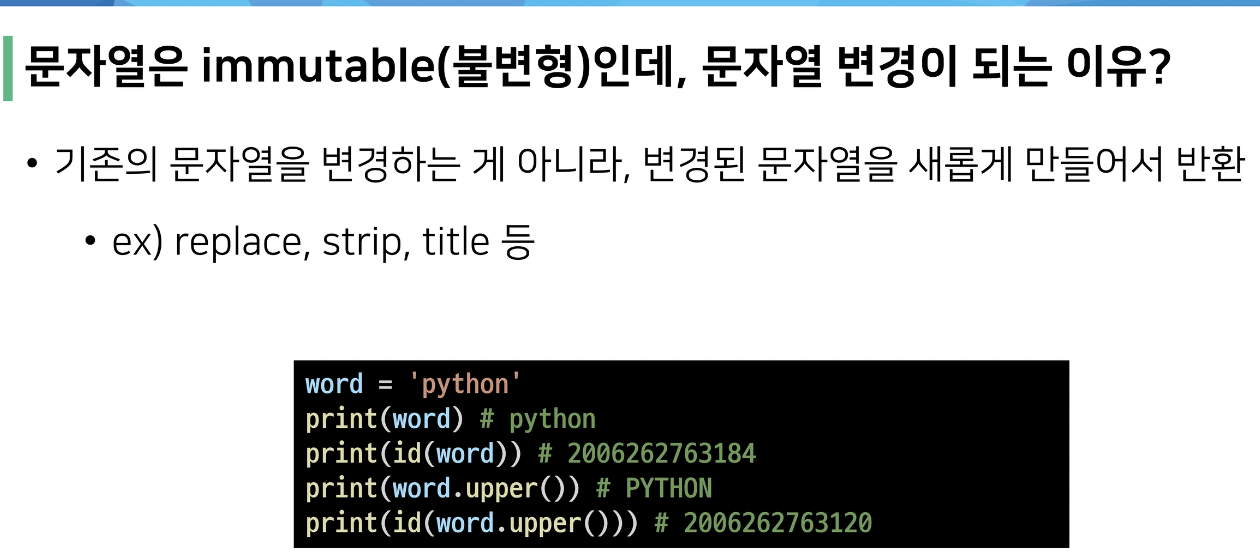 문자열은 immutable(불변형)인데, 문자열 변경이 되는 이유?
• 기존의 문자열을 변경하는 게 아니라, 변경된 문자열을 새롭게 만들어서 반환
• ex) replace, strip, title 등
word = 'python'
print(word) # python
print(id(word)) # 2006262763184
print(word.upper()) # PYTHON
print(id(word.upper())) # 2006262763120